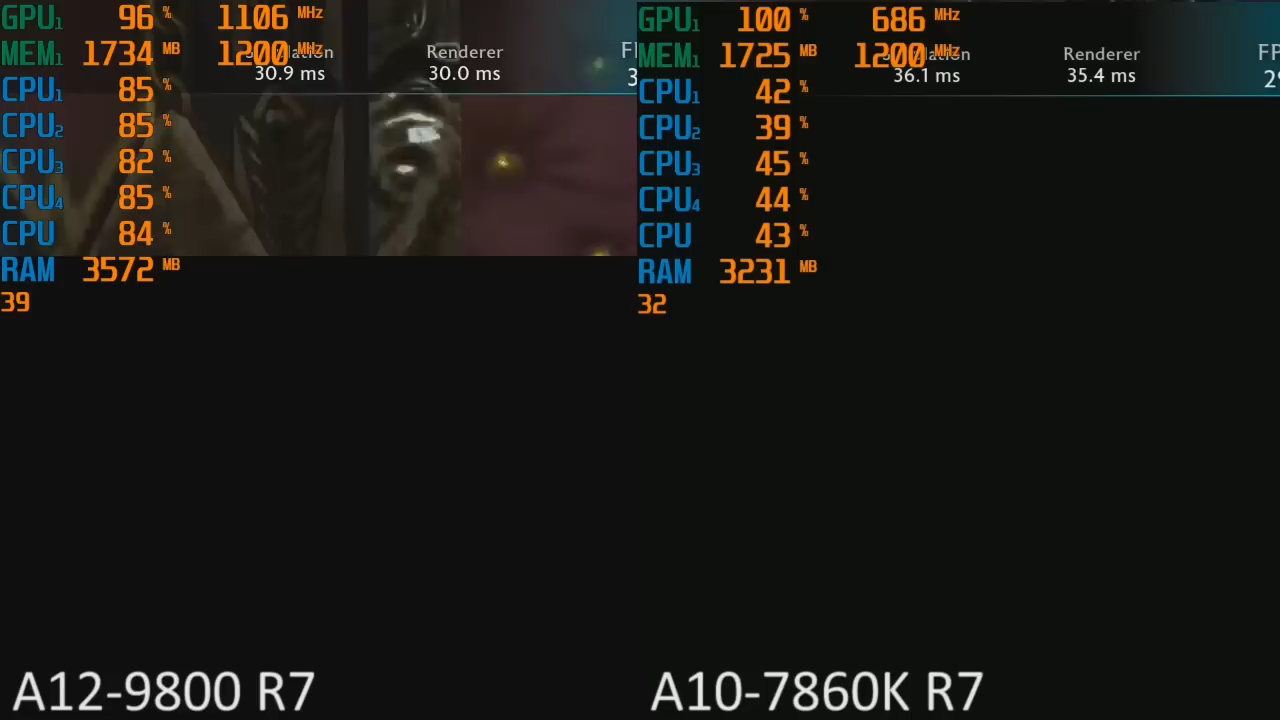 GPU1 96 % 1106 MHz
MEM1 1734 MB 1200 MHz
Renderer
30.9 ms 30.0 ms
CPU1 85 %
CPU2 85 %
CPU3 82 %
CPU4 85 %
CPU 84 %
RAM 3572 MB
39
A12-9800 R7
GPU1 100 % 686 MHz
MEM1 1725 MB 1200 MHz
Renderer
36.1 ms 35.4 ms
CPU1 42 %
CPU2 39 %
CPU3 45 %
CPU4 44 %
CPU 43 %
RAM 3231 MB
32
A10-7860K R7